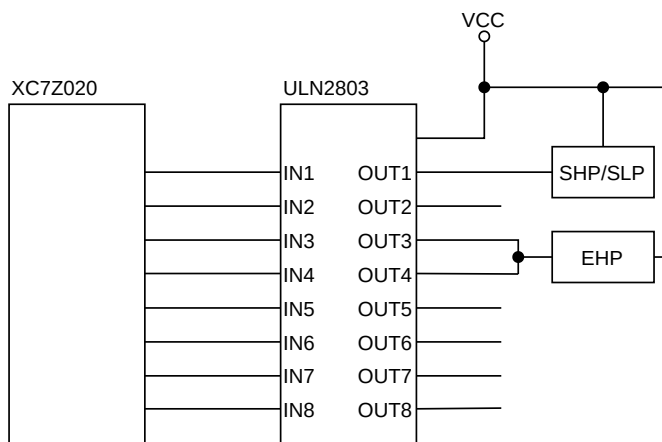 VCC
XC7Z020
ULN2803
IN1
OUT1
SHP/SLP
IN2
OUT2
IN3
OUT3
EHP
IN4
OUT4
IN5
OUT5
IN6
OUT6
IN7
OUT7
IN8
OUT8